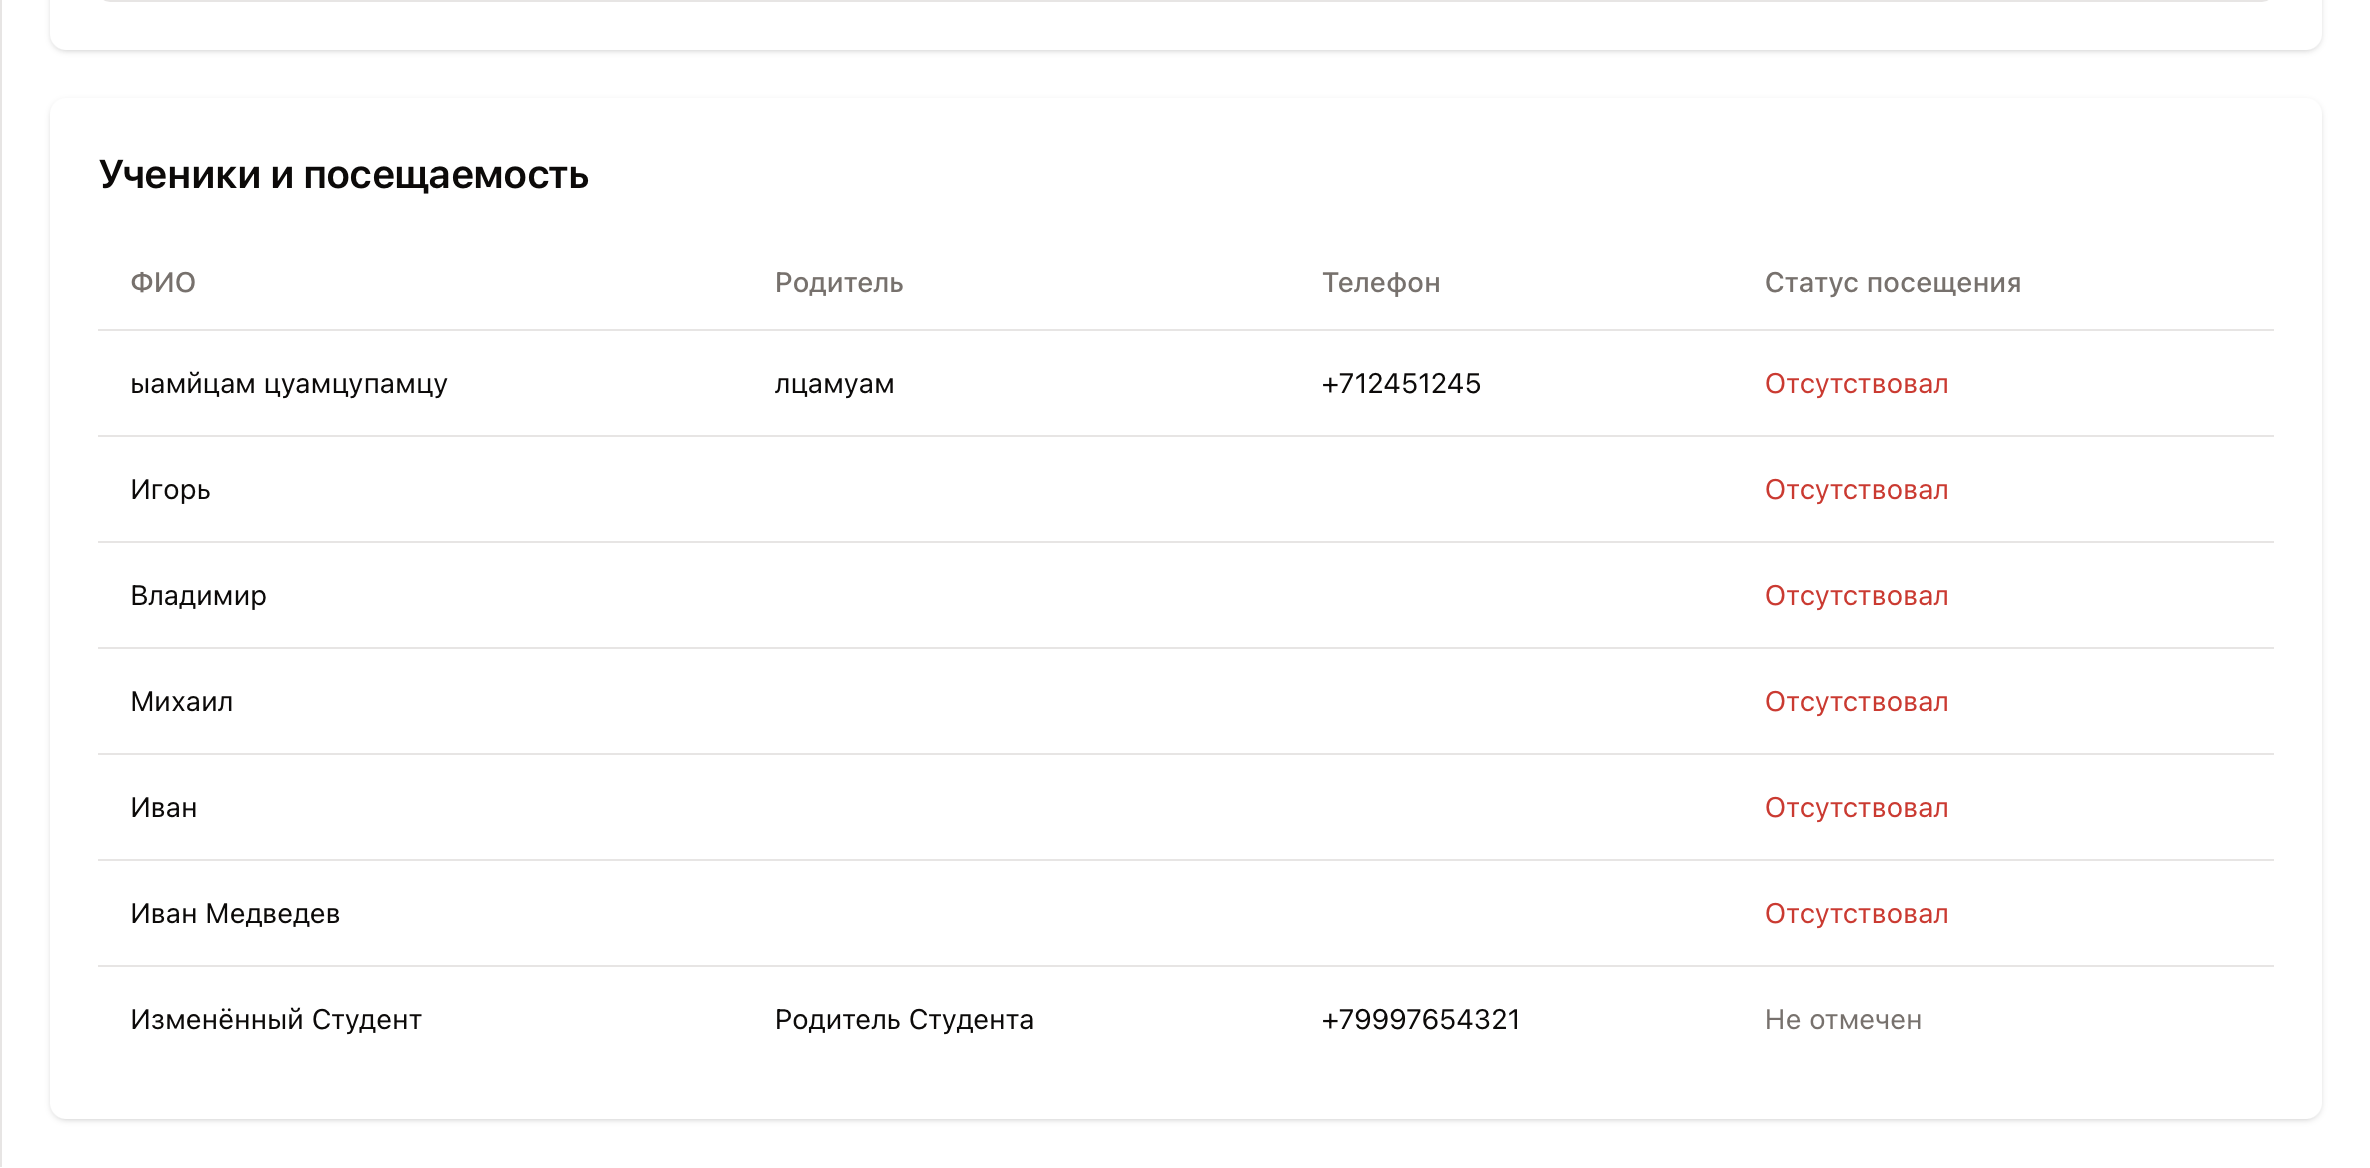 Ученики и посещаемость
ФИО Родитель Телефон Статус посещения
ыамйцам цуамцупамцу лцамуам +712451245 Отсутствовал
Игорь Отсутствовал
Владимир Отсутствовал
Михаил Отсутствовал
Иван Отсутствовал
Иван Медведев Отсутствовал
Изменённый Студент Родитель Студента +79997654321 Не отмечен